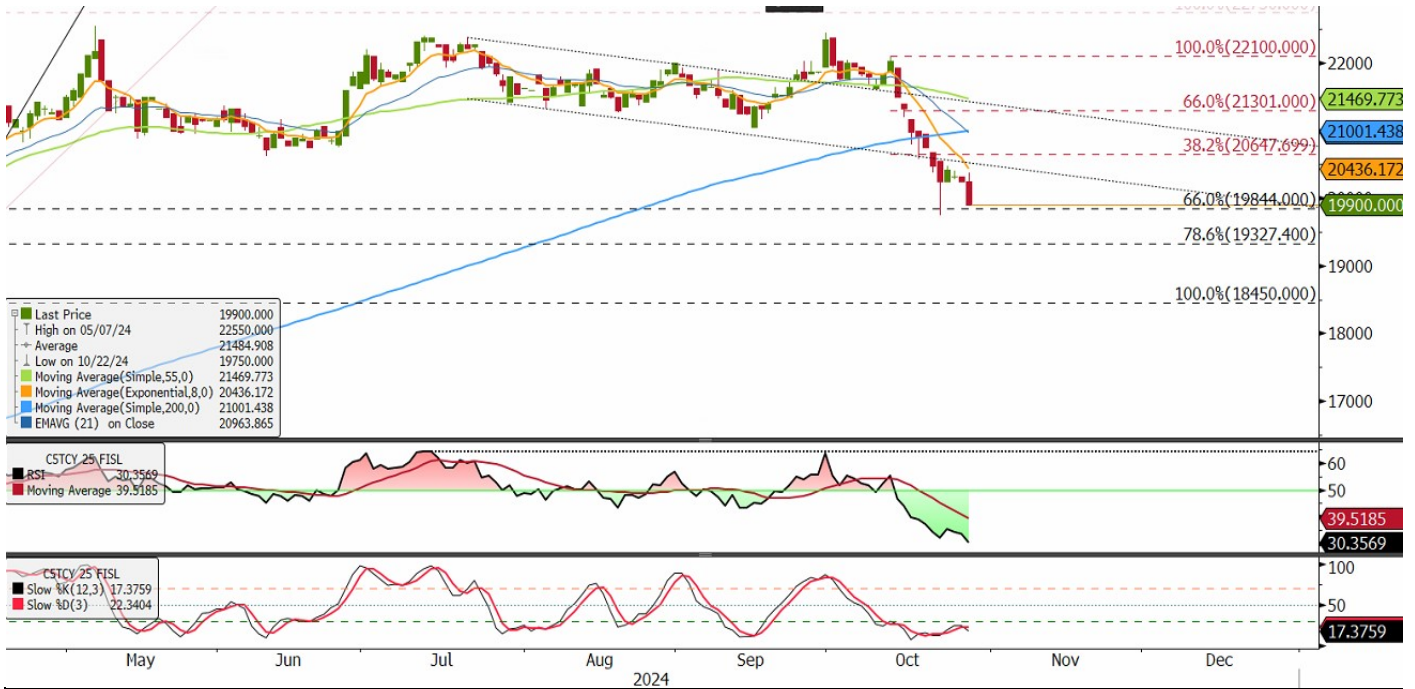 100.0%(22750.000)
100.0%(22100.000)
22000
21469.773
66.0%(21301.000)
21001.438
38.2%(20647.699)
20436.172
66.0%(19844.000)
19900.000
78.6%(19327.400)
19000
100.0%(18450.000)
18000
17000
Last Price 19900.000
High on 05/07/24 22550.000
Average 21484.908
Low on 10/22/24 19750.000
Moving Average(Simple,55,0) 21469.773
Moving Average(Exponential,8,0) 20436.172
Moving Average(Simple,200,0) 21001.438
EMAVG (21) on Close 20963.865
C5TCY 25 FISL
RSI 30.3569
Moving Average 39.5185
60
50
39.5185
30.3569
C5TCY 25 FISL
Slow %K(12,3) 17.3759
Slow %D(3) 22.3404
100
50
17.3759
May Jun Jul Aug Sep Oct Nov Dec
2024